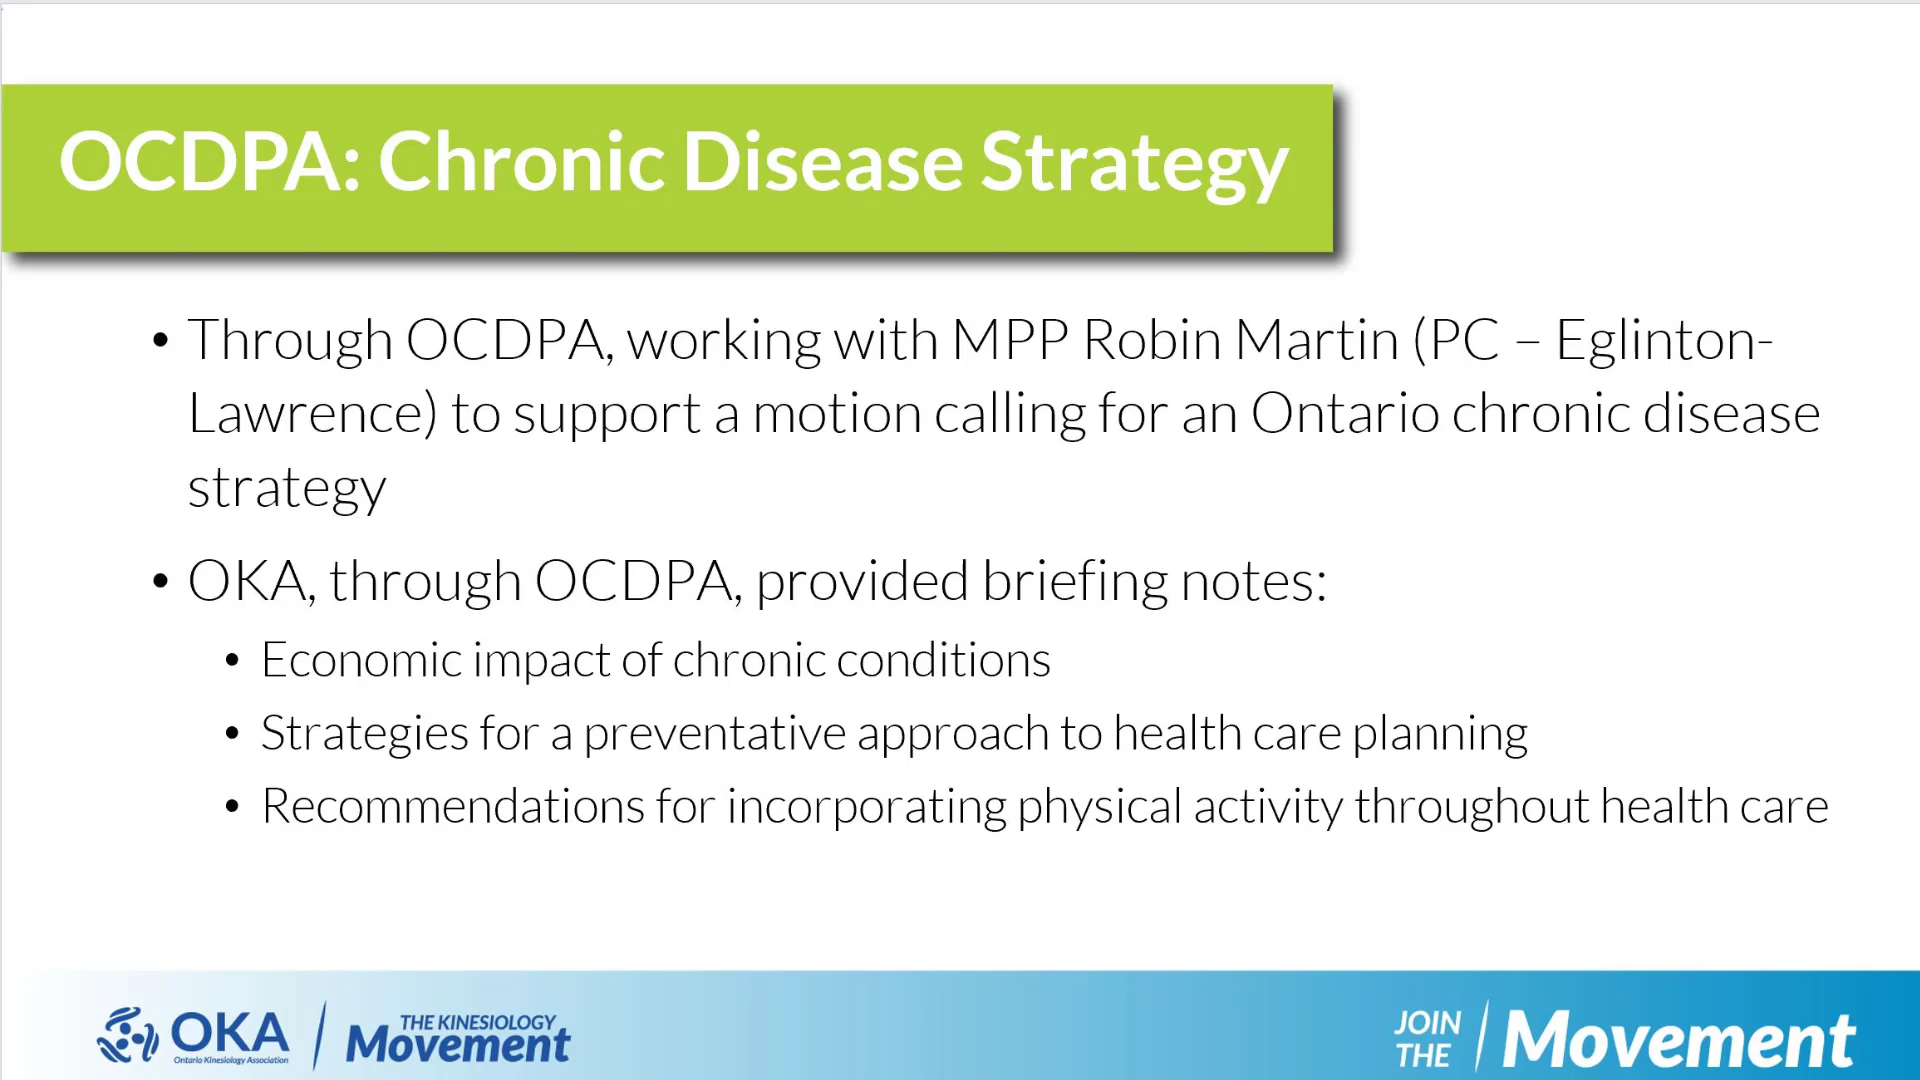 OCDPA: Chronic Disease Strategy
• Through OCDPA, working with MPP Robin Martin (PC – Eglinton-
Lawrence) to support a motion calling for an Ontario chronic disease
strategy
• OKA, through OCDPA, provided briefing notes:
• Economic impact of chronic conditions
• Strategies for a preventative approach to health care planning
• Recommendations for incorporating physical activity throughout health care
OKA
Ontario Kinesiology Association
THE KINESIOLOGY
Movement
JOIN
THE
Movement